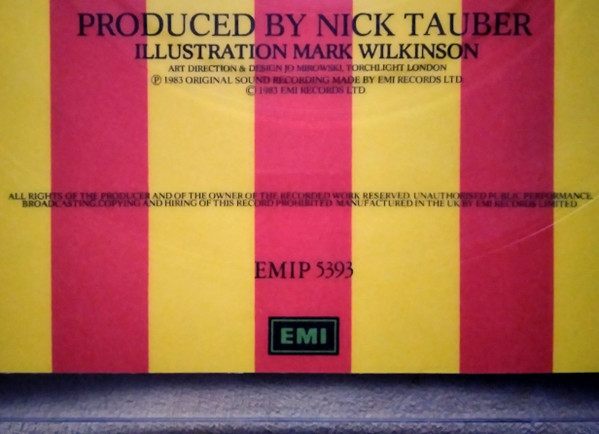 PRODUCED BY NICK TAUBER
ILLUSTRATION MARK WILKINSON
ART DIRECTION & DESIGN JO MIROWSKI, TORCHLIGHT LONDON
Ⓟ 1983 ORIGINAL SOUND RECORDING MADE BY EMI RECORDS LTD.
© 1983 EMI RECORDS LTD.
ALL RIGHTS OF THE PRODUCER AND OF THE OWNER OF THE RECORDED WORK RESERVED. UNAUTHORISED PUBLIC PERFORMANCE,
BROADCASTING, COPYING AND HIRING OF THIS RECORD PROHIBITED. MANUFACTURED IN THE U.K. BY EMI RECORDS LIMITED.
EMIP 5393
EMI